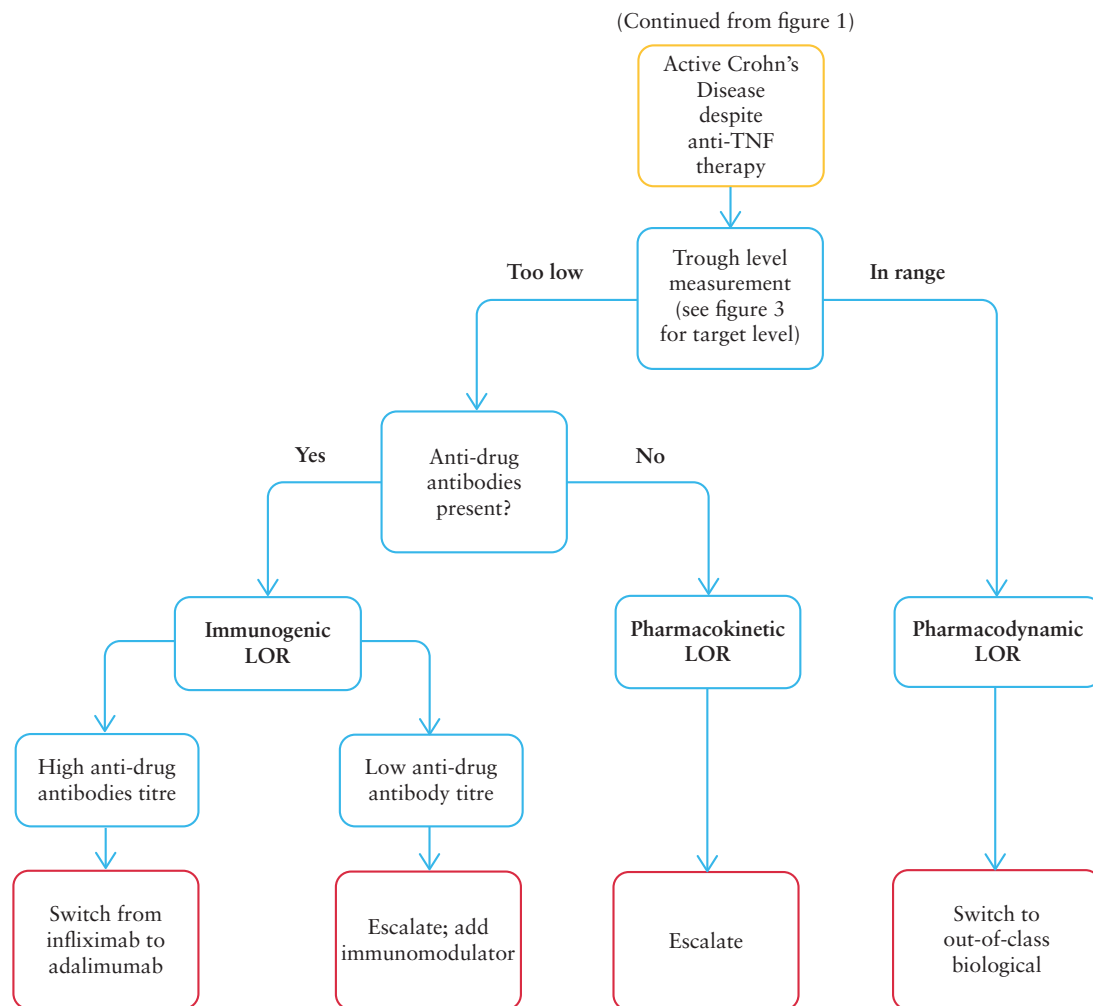 (Continued from figure 1)
Active Crohn’s
Disease
despite
anti-TNF
therapy
Too low
Trough level
measurement
(see figure 3
for target level)
In range
Yes
Anti-drug
antibodies
present?
No
Immunogenic
LOR
Pharmacokinetic
LOR
Pharmacodynamic
LOR
High anti-drug
antibodies titre
Low anti-drug
antibody titre
Switch from
infliximab to
adalimumab
Escalate; add
immunomodulator
Escalate
Switch to
out-of-class
biological